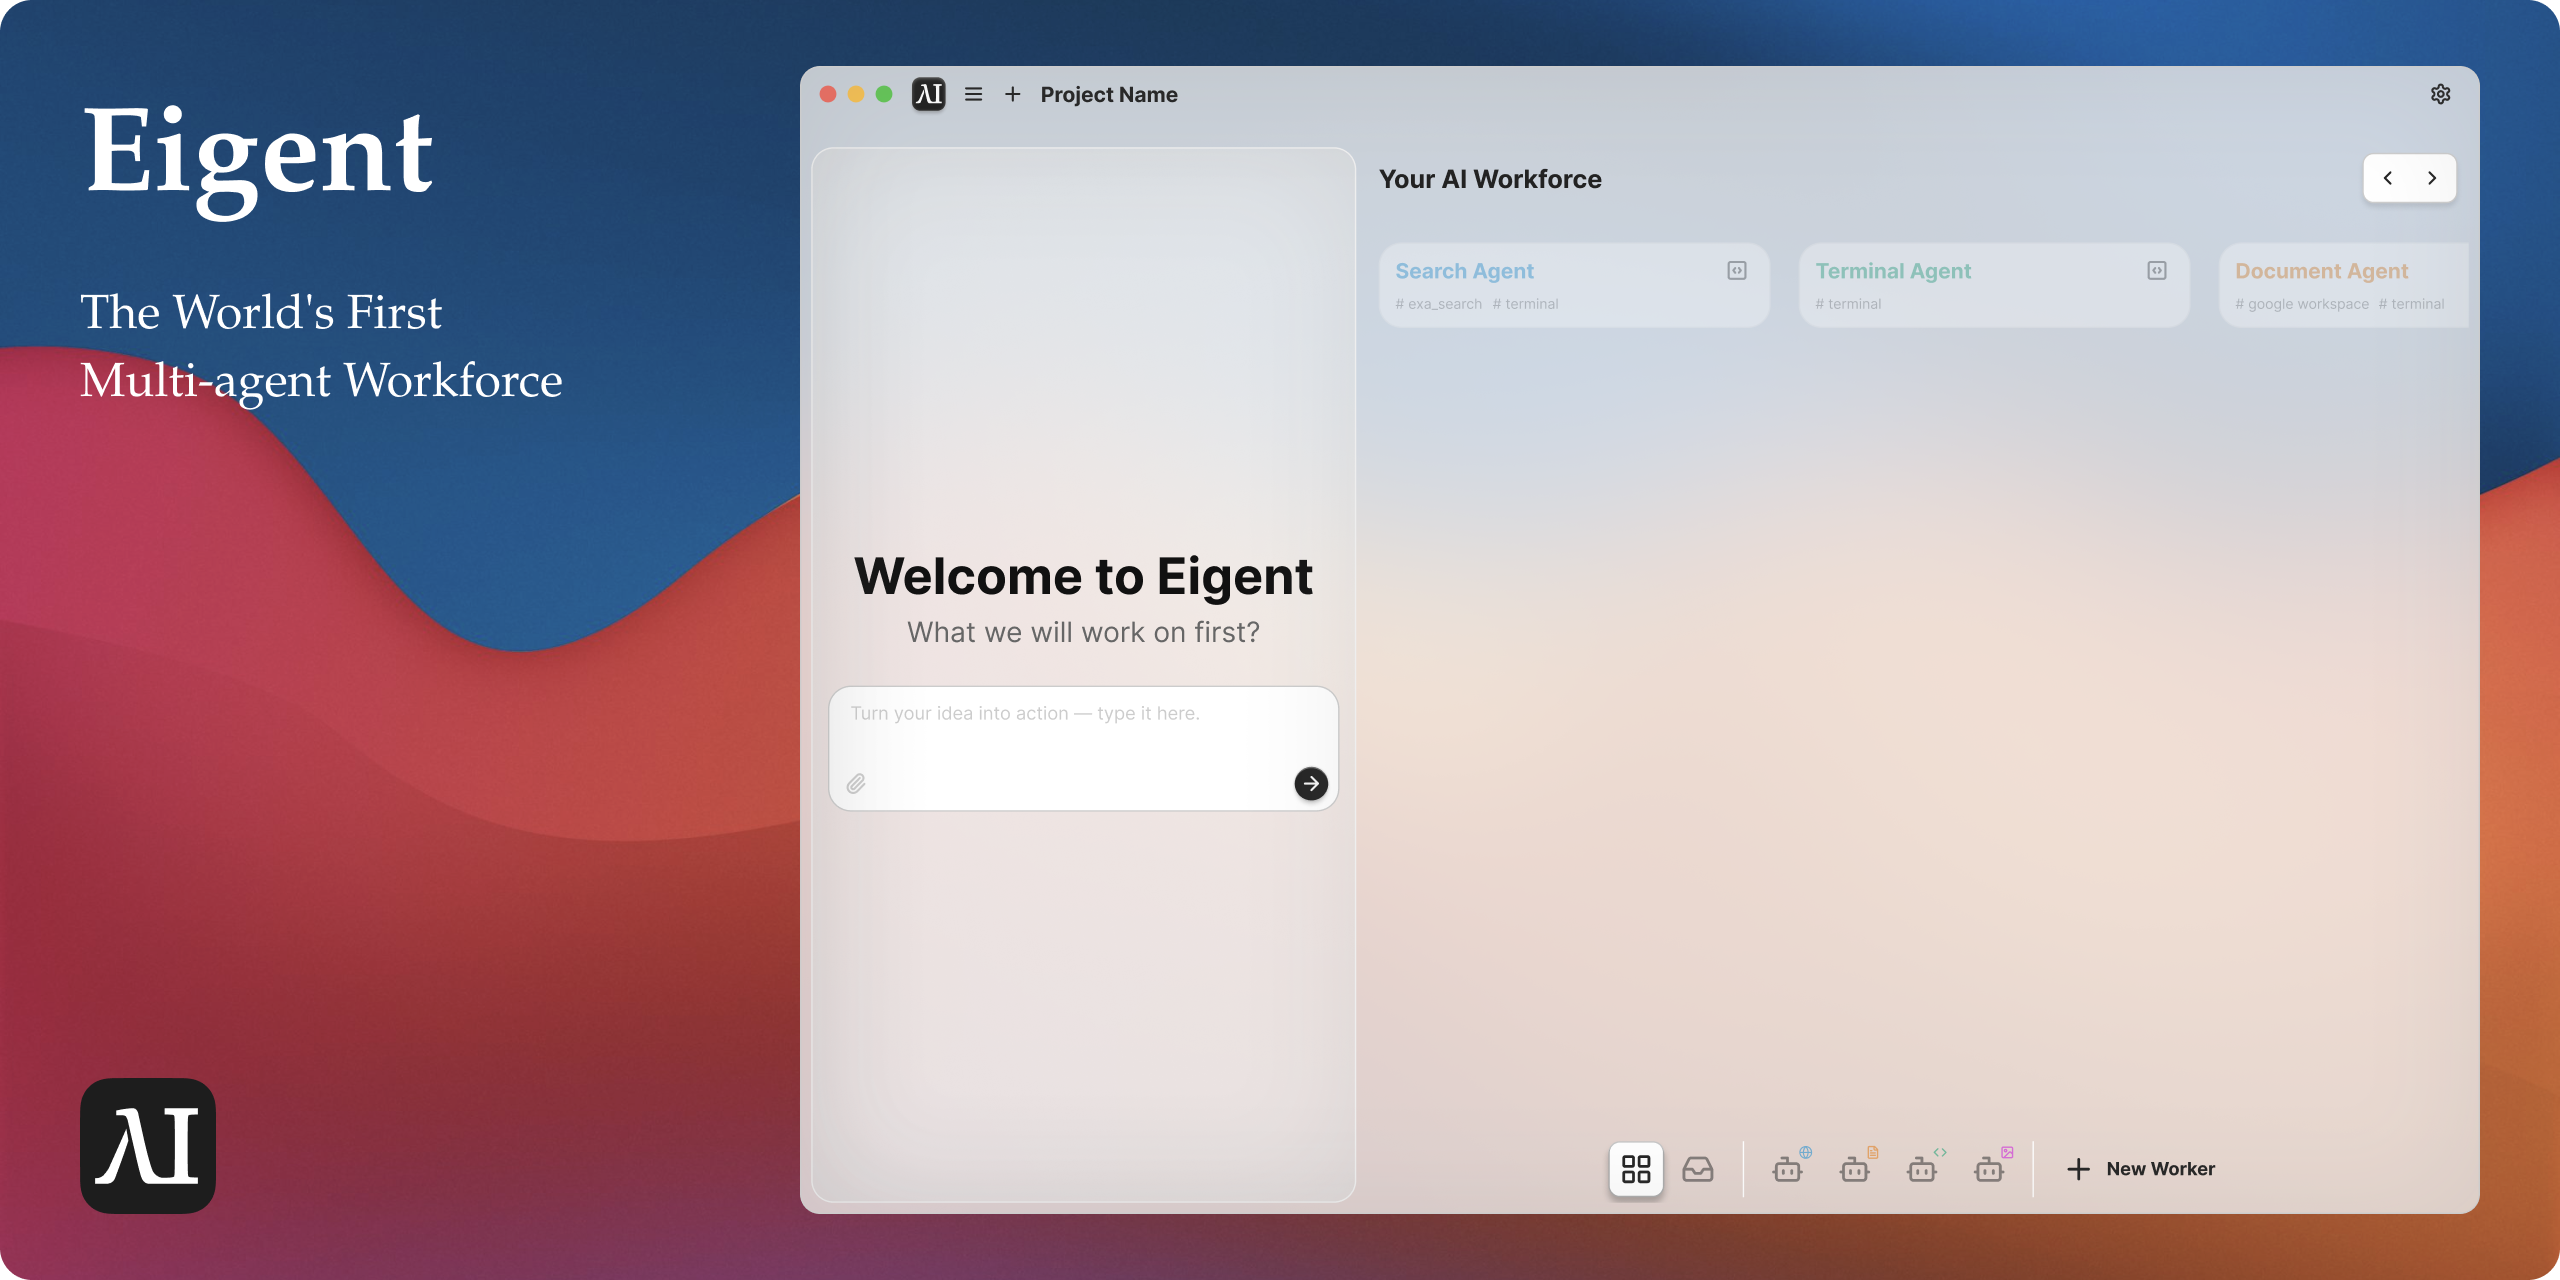 Eigent
The World's First
Multi-agent Workforce
λI
λI
Project Name
Welcome to Eigent
What we will work on first?
Turn your idea into action — type it here.
Your AI Workforce
Search Agent
# exa_search # terminal
Terminal Agent
# terminal
Document Agent
# google workspace # terminal
New Worker